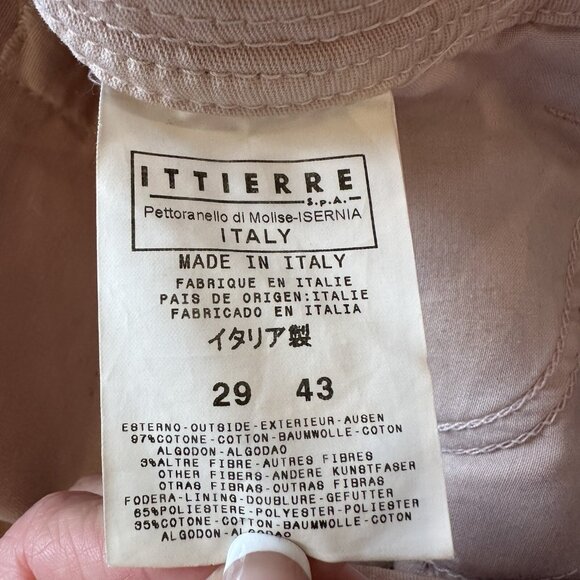 ITTIERRE
S.p.A.
Pettoranello di Molise-ISERNIA
ITALY
MADE IN ITALY
FABRIQUE EN ITALIE
PAIS DE ORIGEN:ITALIE
FABRICADO EN ITALIA
イタリア製
29 43
ESTERNO-OUTSIDE-EXTERIEUR-AUSEN
97%COTONE-COTTON-BAUMWOLLE-COTON
ALGODON-ALGODAO
3%ALTRE FIBRE-AUTRES FIBRES
OTHER FIBERS-ANDERE KUNSTFASER
OTRAS FIBRAS-OUTRAS FIBRAS
FODERA-LINING-DOUBLURE-GEFUTTER
65%POLIESTERE-POLYESTER-POLIESTER
35%COTONE-COTTON-BAUMWOLLE-COTON
ALGODON-ALGODAO